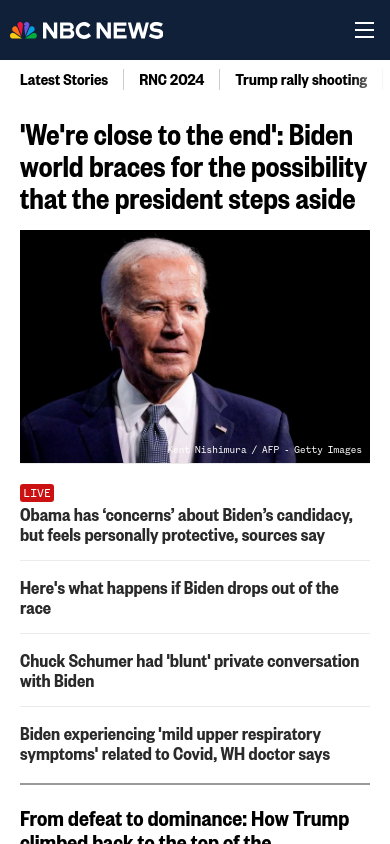 NBC NEWS
Latest Stories
RNC 2024
Trump rally shooting
'We're close to the end': Biden
world braces for the possibility
that the president steps aside
Kent Nishimura / AFP - Getty Images
LIVE
Obama has ‘concerns’ about Biden’s candidacy,
but feels personally protective, sources say
Here's what happens if Biden drops out of the
race
Chuck Schumer had 'blunt' private conversation
with Biden
Biden experiencing 'mild upper respiratory
symptoms' related to Covid, WH doctor says
From defeat to dominance: How Trump
climbed back to the top of the